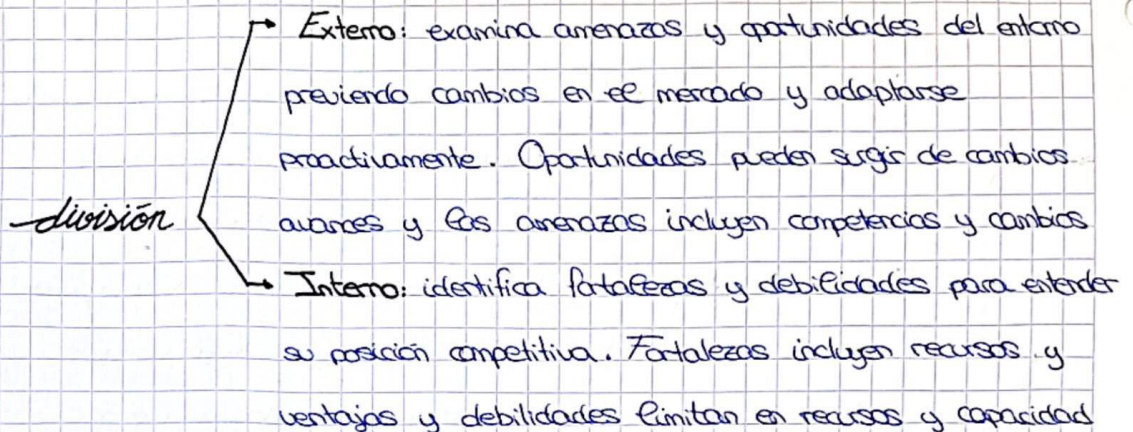 Externo: examina amenazas y oportunidades del entorno
previendo cambios en el mercado y adaptarse
proactivamente. Oportunidades pueden surgir de cambios
división
avances y las amenazas incluyen competencias y cambios
Interno: identifica fortalezas y debilidades para entender
su posición competitiva. Fortalezas incluyen recursos y
ventajas y debilidades limitan en recursos y capacidad